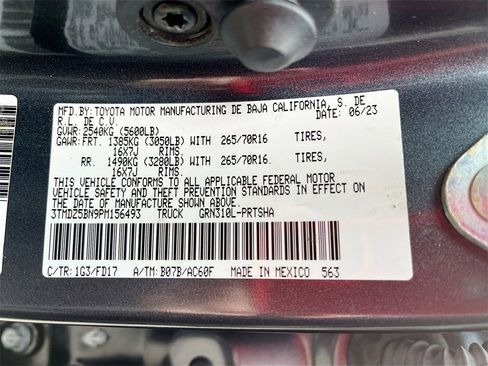 MFD.BY: TOYOTA MOTOR MANUFACTURING DE BAJA CALIFORNIA, S. DE
R.L. DE C.V. 06/23
GVWR: 2540KG (5600LB)
GAWR: FRT. 1385KG (3050LB) WITH 265/70R16 TIRES,
16X7J RIMS.
RR. 1490KG (3280LB) WITH 265/70R16 TIRES,
16X7J RIMS.
THIS VEHICLE CONFORMS TO ALL APPLICABLE FEDERAL MOTOR
VEHICLE SAFETY AND THEFT PREVENTION STANDARDS IN EFFECT ON
THE DATE OF MANUFACTURE SHOWN ABOVE.
3TMDZ5BN9PM156493 TRUCK GRN310L-PRTSHA
C/TR: 1G3/FD17 A/TM: B07B/AC60F MADE IN MEXICO 563